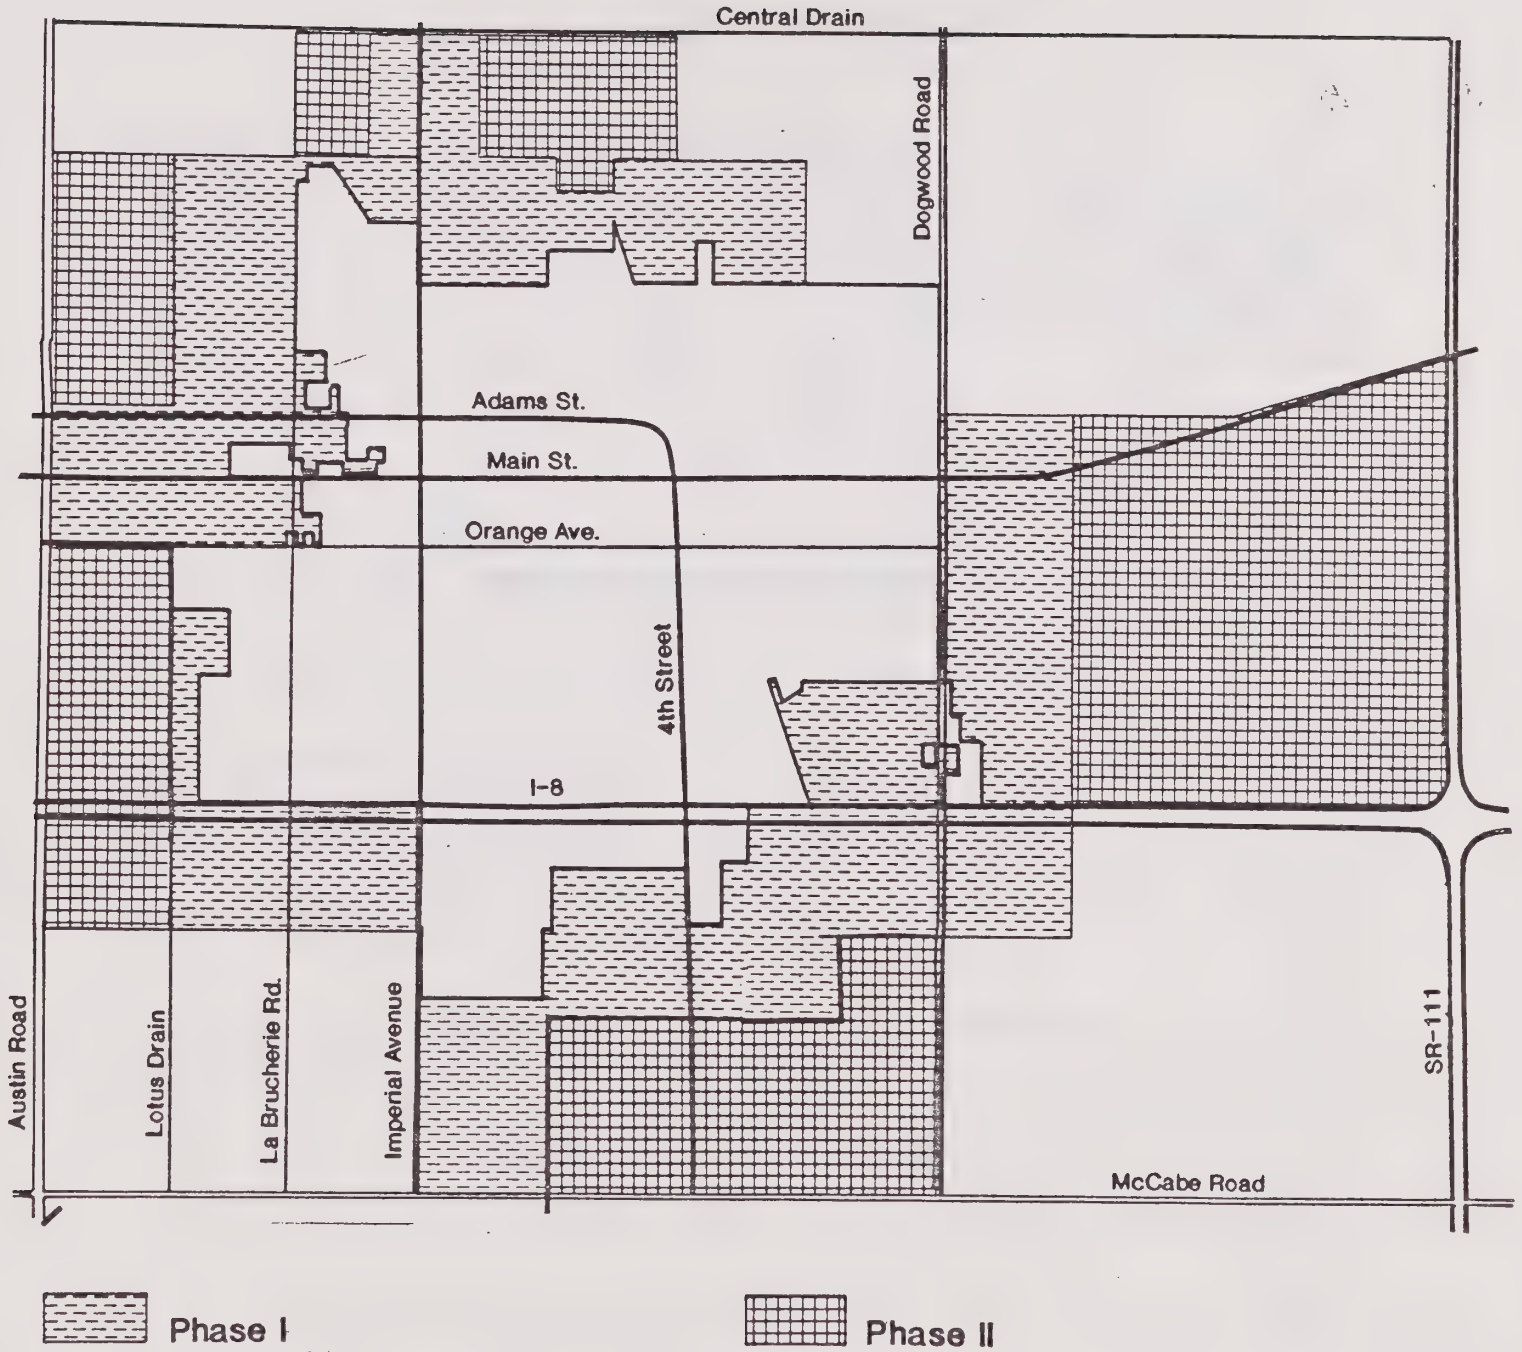 Central Drain
Dogwood Road
Adams St.
Main St.
Orange Ave.
4th Street
I-8
Austin Road
Lotus Drain
La Brucherie Rd.
Imperial Avenue
SR-111
McCabe Road
Phase I
Phase II